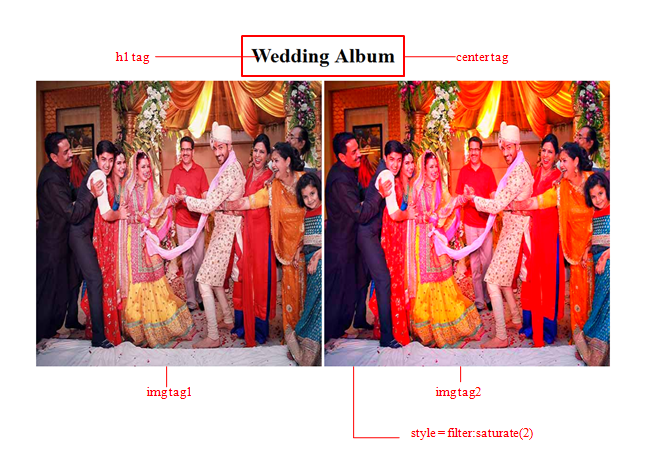 h1 tag
Wedding Album
center tag
img tag1
img tag2
style = filter:saturate(2)